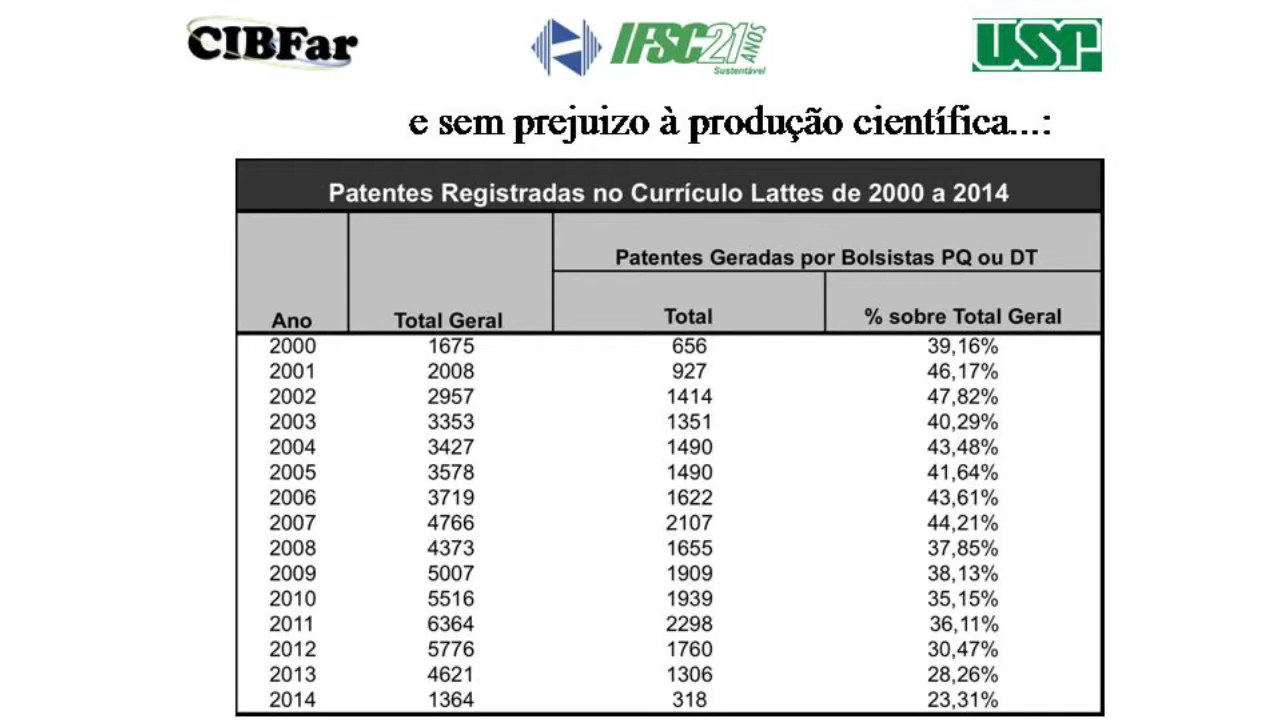 CIBFar
IFSC 21 ANOS
Sustentável
USP
e sem prejuizo à produção científica...:
Patentes Registradas no Currículo Lattes de 2000 a 2014
Patentes Geradas por Bolsistas PQ ou DT
Ano Total Geral Total % sobre Total Geral
2000 1675 656 39,16%
2001 2008 927 46,17%
2002 2957 1414 47,82%
2003 3353 1351 40,29%
2004 3427 1490 43,48%
2005 3578 1490 41,64%
2006 3719 1622 43,61%
2007 4766 2107 44,21%
2008 4373 1655 37,85%
2009 5007 1909 38,13%
2010 5516 1939 35,15%
2011 6364 2298 36,11%
2012 5776 1760 30,47%
2013 4621 1306 28,26%
2014 1364 318 23,31%